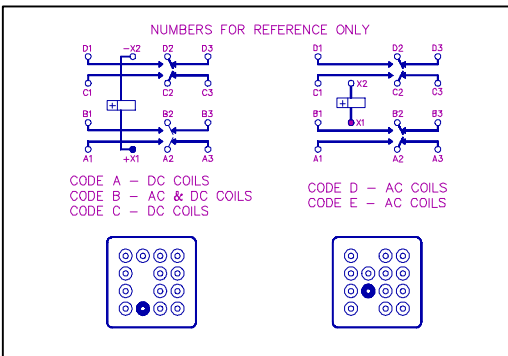 NUMBERS FOR REFERENCE ONLY
D1 -X2 D2 D3
C1 C2 C3
+
B1 B2 B3
A1 +X1 A2 A3
CODE A - DC COILS
CODE B - AC & DC COILS
CODE C - DC COILS
D1 D2 D3
C1 X2 C2 C3
+
B1 X1 B2 B3
A1 A2 A3
CODE D - AC COILS
CODE E - AC COILS